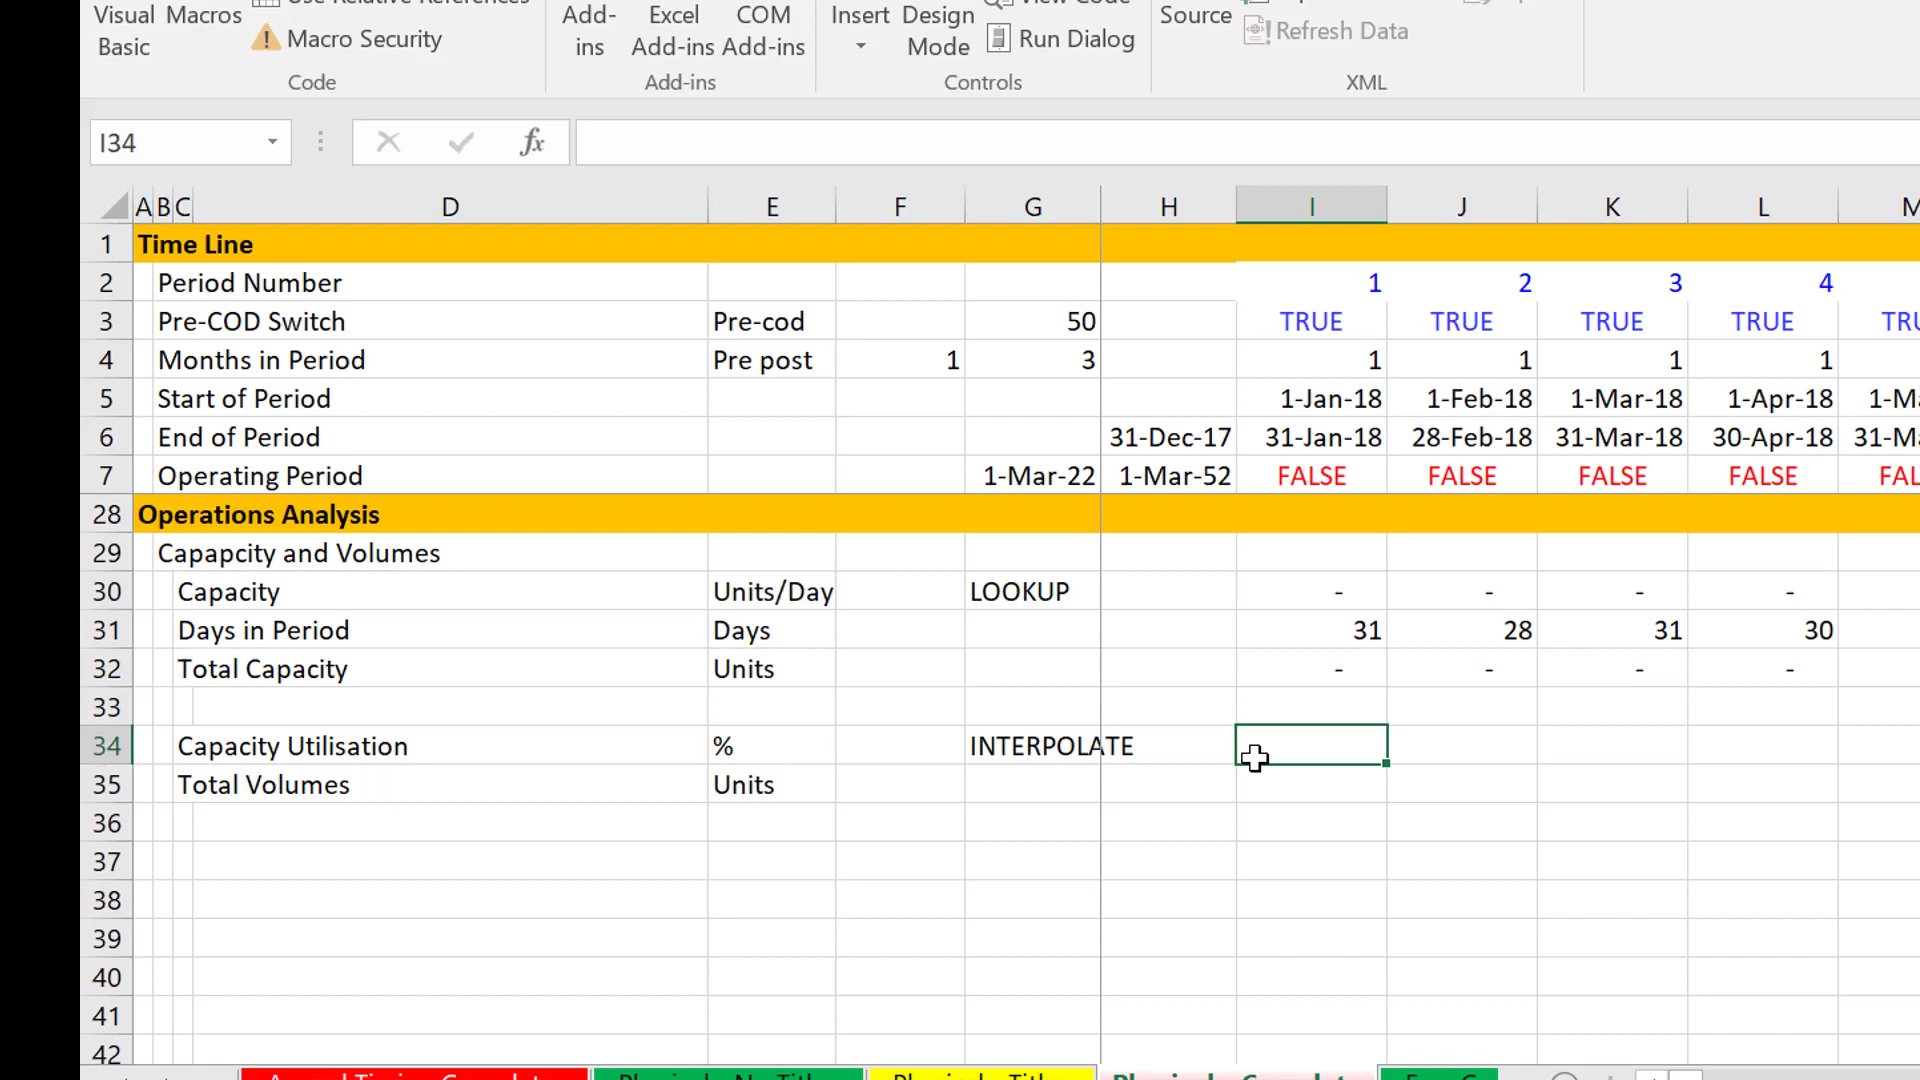 Visual Macros Use Relative References Add- Excel COM Insert Design View Code Source
Basic Macro Security ins Add-ins Add-ins Mode Run Dialog Refresh Data
Code Add-ins Controls XML
I34 fx
A B C D E F G H I J K L M
1 Time Line
2 Period Number 1 2 3 4
3 Pre-COD Switch Pre-cod 50 TRUE TRUE TRUE TRUE
4 Months in Period Pre post 1 3 1 1 1 1
5 Start of Period 1-Jan-18 1-Feb-18 1-Mar-18 1-Apr-18
6 End of Period 31-Dec-17 31-Jan-18 28-Feb-18 31-Mar-18 30-Apr-18
7 Operating Period 1-Mar-22 1-Mar-52 FALSE FALSE FALSE FALSE
28 Operations Analysis
29 Capapcity and Volumes
30 Capacity Units/Day LOOKUP - - - -
31 Days in Period Days 31 28 31 30
32 Total Capacity Units - - - -
33
34 Capacity Utilisation % INTERPOLATE
35 Total Volumes Units
36
37
38
39
40
41
42